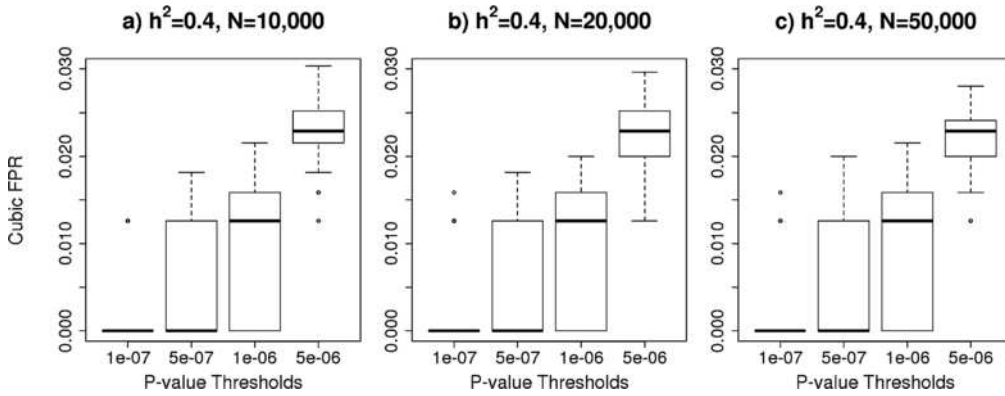 a) h²=0.4, N=10,000
b) h²=0.4, N=20,000
c) h²=0.4, N=50,000
Cubic FPR
0.030
0.020
0.010
0.000
1e-07 5e-07 1e-06 5e-06
P-value Thresholds
0.030
0.020
0.010
0.000
1e-07 5e-07 1e-06 5e-06
P-value Thresholds
0.030
0.020
0.010
0.000
1e-07 5e-07 1e-06 5e-06
P-value Thresholds